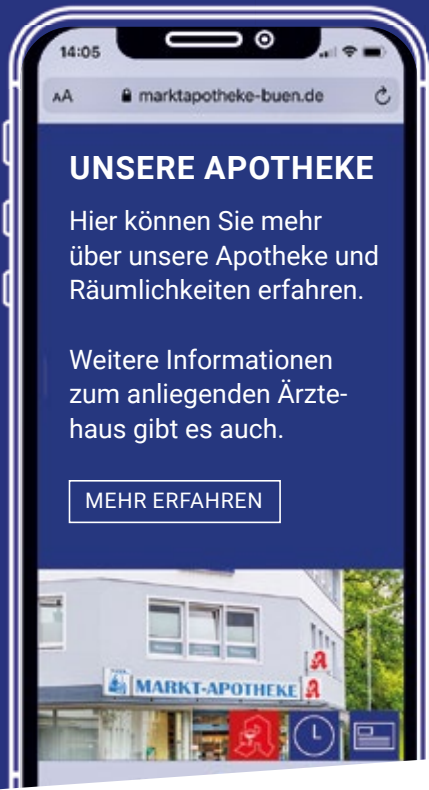 14:05
AA marktapotheke-buen.de
UNSERE APOTHEKE
Hier können Sie mehr
über unsere Apotheke und
Räumlichkeiten erfahren.
Weitere Informationen
zum anliegenden Ärzte-
haus gibt es auch.
MEHR ERFAHREN
MARKT-APOTHEKE